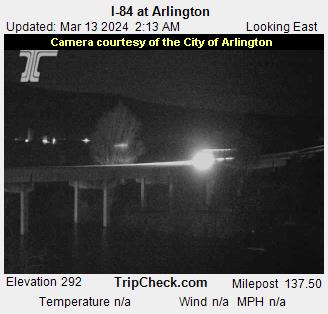 I-84 at Arlington
Updated: Mar 13 2024 2:13 AM Looking East
Camera courtesy of the City of Arlington
Elevation 292 TripCheck.com Milepost 137.50
Temperature n/a Wind n/a MPH n/a